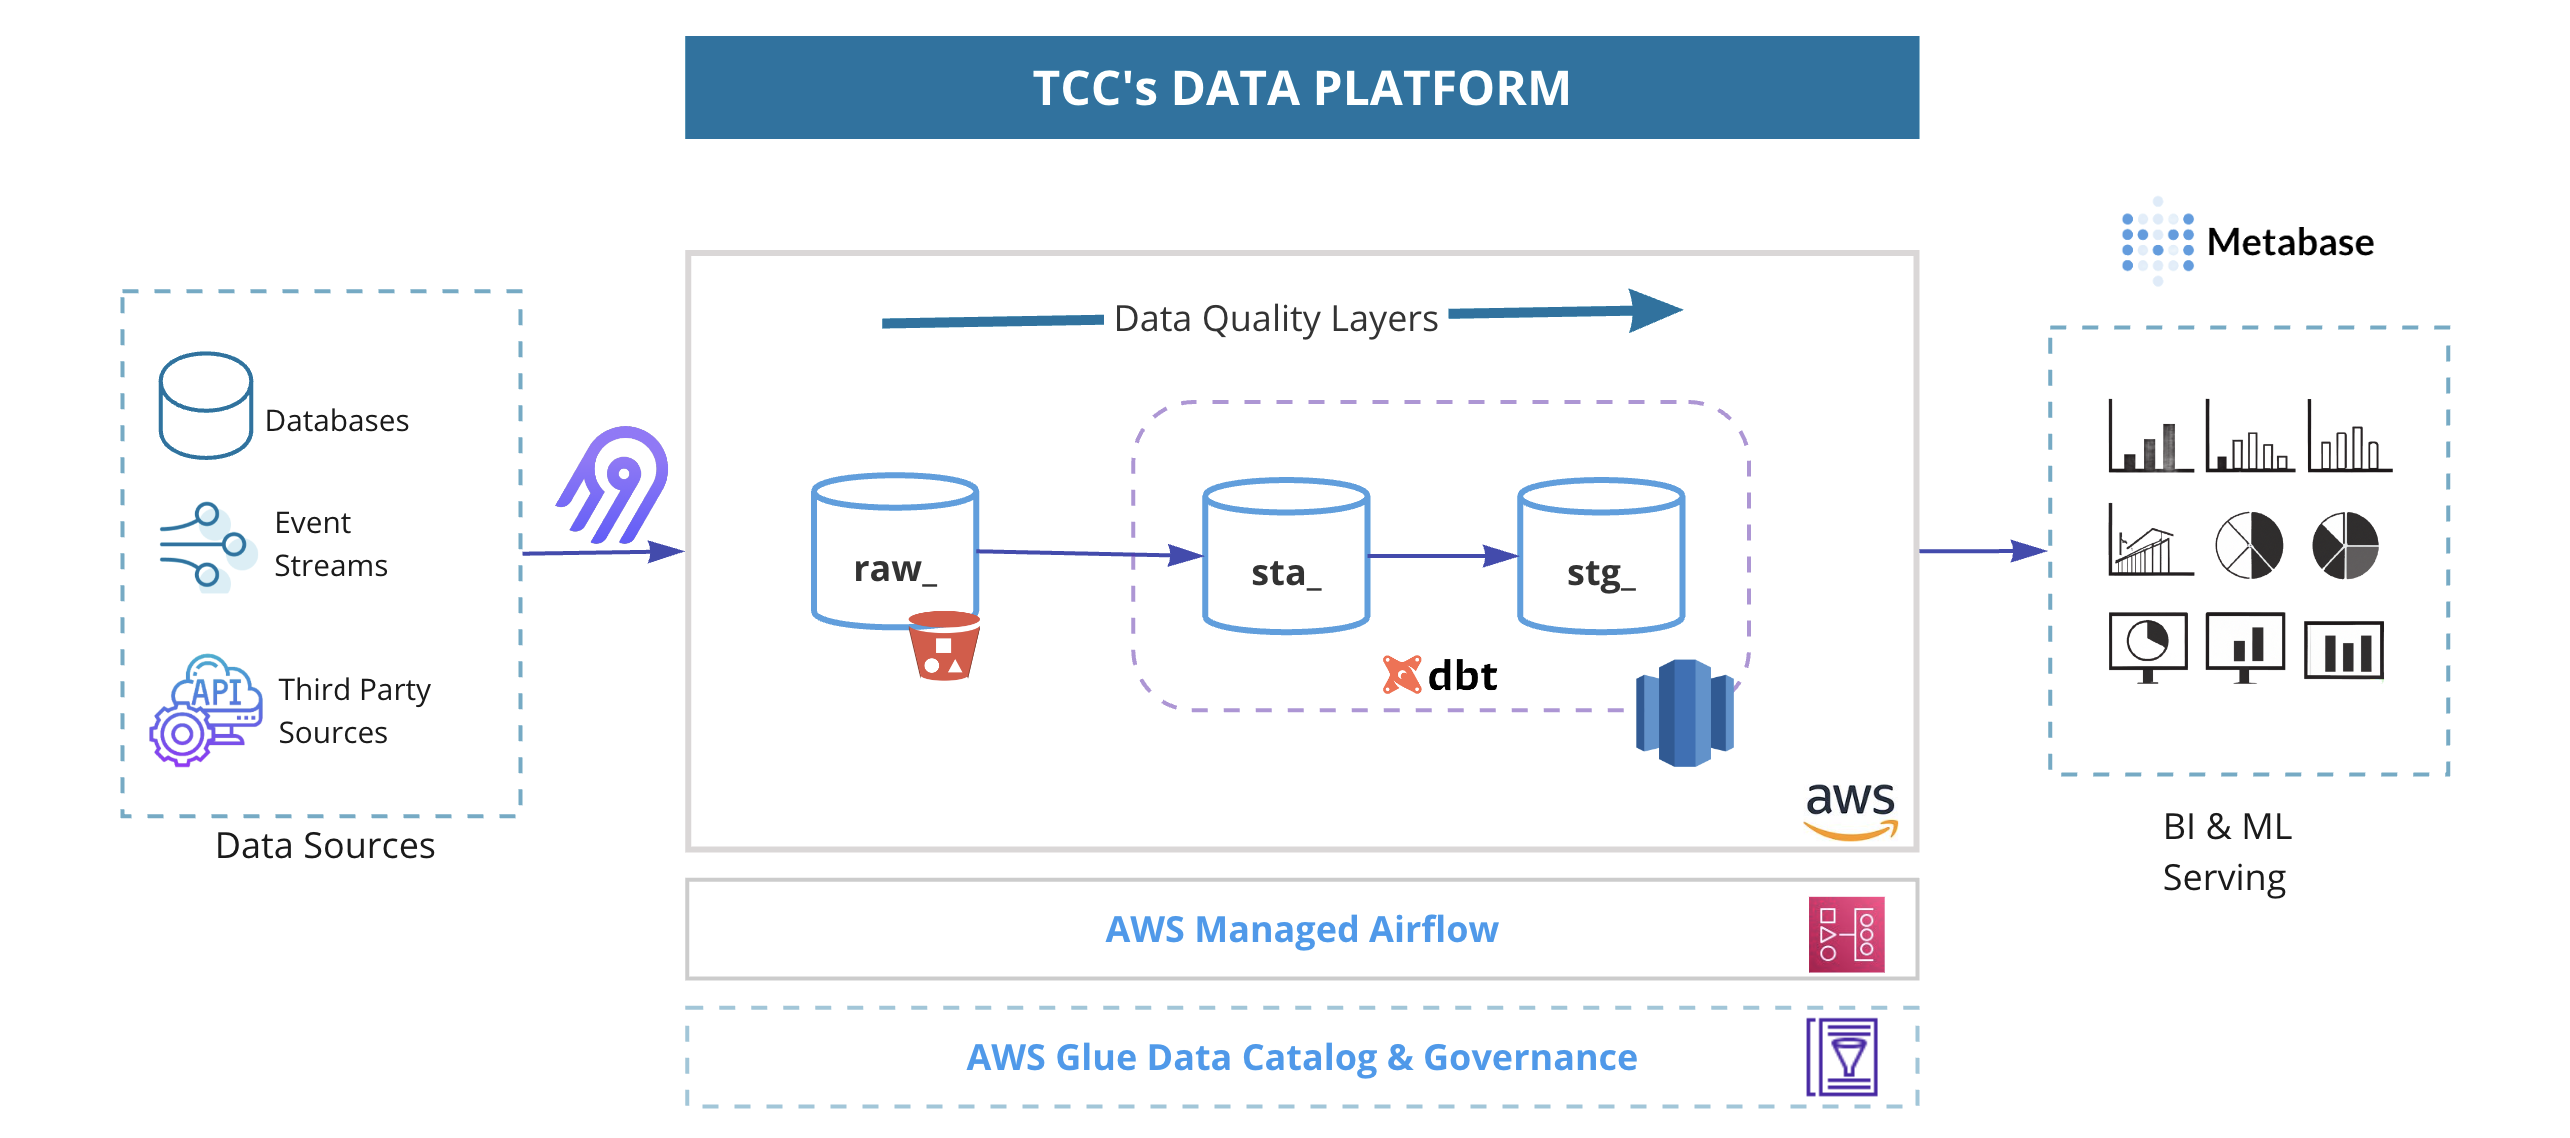 TCC's DATA PLATFORM
Metabase
Data Quality Layers
Databases
Event
Streams
API
Third Party
Sources
Data Sources
raw_
sta_
stg_
dbt
aws
BI & ML
Serving
AWS Managed Airflow
AWS Glue Data Catalog & Governance